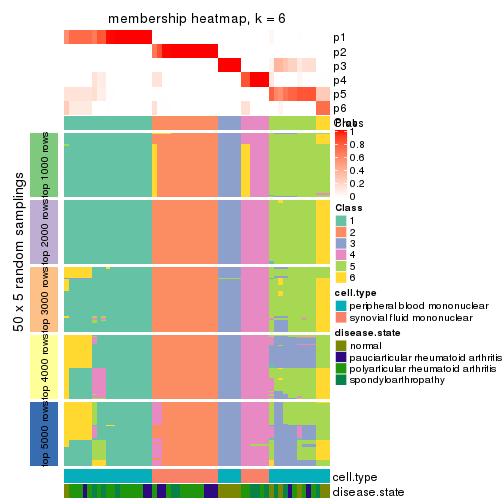 membership heatmap, k = 6
p1
p2
p3
p4
p5
p6
Class
Prob
1
0.8
0.6
0.4
0.2
0
Class
1
2
3
4
5
6
cell.type
peripheral blood mononuclear
synovial fluid mononuclear
disease.state
normal
pauciarticular rheumatoid arthritis
polyarticular rheumatoid arthritis
spondyloarthropathy
50 x 5 random samplings
top 1000 rows
top 2000 rows
top 3000 rows
top 4000 rows
top 5000 rows
cell.type
disease.state